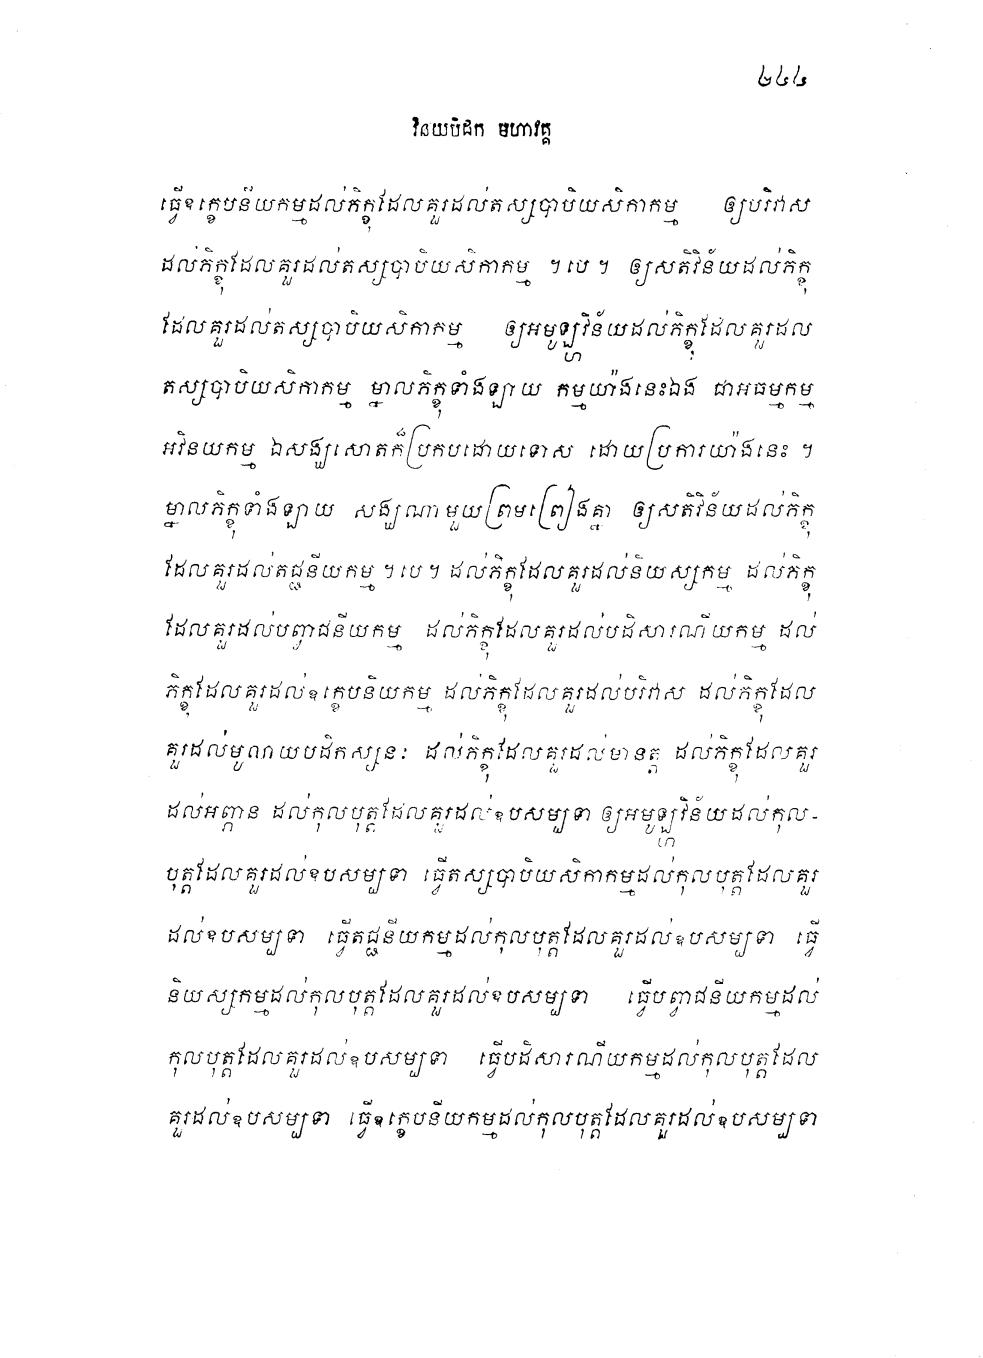 ២៤៤
វិនយបិដក មហាវគ្គ
ធ្វើឧក្ខេបនីយកម្មដល់ភិក្ខុដែលគួរដល់តស្សបាបិយសិកាកម្ម ឲ្យបរិវាស
ដល់ភិក្ខុដែលគួរដល់តស្សបាបិយសិកាកម្ម ។បេ។ ឲ្យសតិវិន័យដល់ភិក្ខុ
ដែលគួរដល់តស្សបាបិយសិកាកម្ម ឲ្យអមូឡ្ហវិន័យដល់ភិក្ខុដែលគួរដល់
តស្សបាបិយសិកាកម្ម ម្នាលភិក្ខុទាំងឡាយ កម្មយ៉ាងនេះឯង ជាអធម្មកម្ម
អវិនយកម្ម ឯសង្ឃសោតក៏ប្រកបដោយទោស ដោយប្រការយ៉ាងនេះ ។
ម្នាលភិក្ខុទាំងឡាយ សង្ឃណាមួយព្រមព្រៀងគ្នា ឲ្យសតិវិន័យដល់ភិក្ខុ
ដែលគួរដល់តជ្ជនីយកម្ម ។បេ។ ដល់ភិក្ខុដែលគួរដល់និយស្សកម្ម ដល់ភិក្ខុ
ដែលគួរដល់បព្វាជនីយកម្ម ដល់ភិក្ខុដែលគួរដល់បដិសារណីយកម្ម ដល់
ភិក្ខុដែលគួរដល់ឧក្ខេបនិយកម្ម ដល់ភិក្ខុដែលគួរដល់បរិវាស ដល់ភិក្ខុដែល
គួរដល់មូលាយបដិកស្សនៈ ដល់ភិក្ខុដែលគួរដល់មានត្ត ដល់ភិក្ខុដែលគួរ
ដល់អព្ភាន ដល់កុលបុត្តដែលគួរដល់ឧបសម្បទា ឲ្យអមូឡ្ហវិន័យដល់កុល-
បុត្តដែលគួរដល់ឧបសម្បទា ធ្វើតស្សបាបិយសិកាកម្មដល់កុលបុត្តដែលគួរ
ដល់ឧបសម្បទា ធ្វើតជ្ជនីយកម្មដល់កុលបុត្តដែលគួរដល់ឧបសម្បទា ធ្វើ
និយស្សកម្មដល់កុលបុត្តដែលគួរដល់ឧបសម្បទា ធ្វើបព្វាជនីយកម្មដល់
កុលបុត្តដែលគួរដល់ឧបសម្បទា ធ្វើបដិសារណីយកម្មដល់កុលបុត្តដែល
គួរដល់ឧបសម្បទា ធ្វើឧក្ខេបនីយកម្មដល់កុលបុត្តដែលគួរដល់ឧបសម្បទា